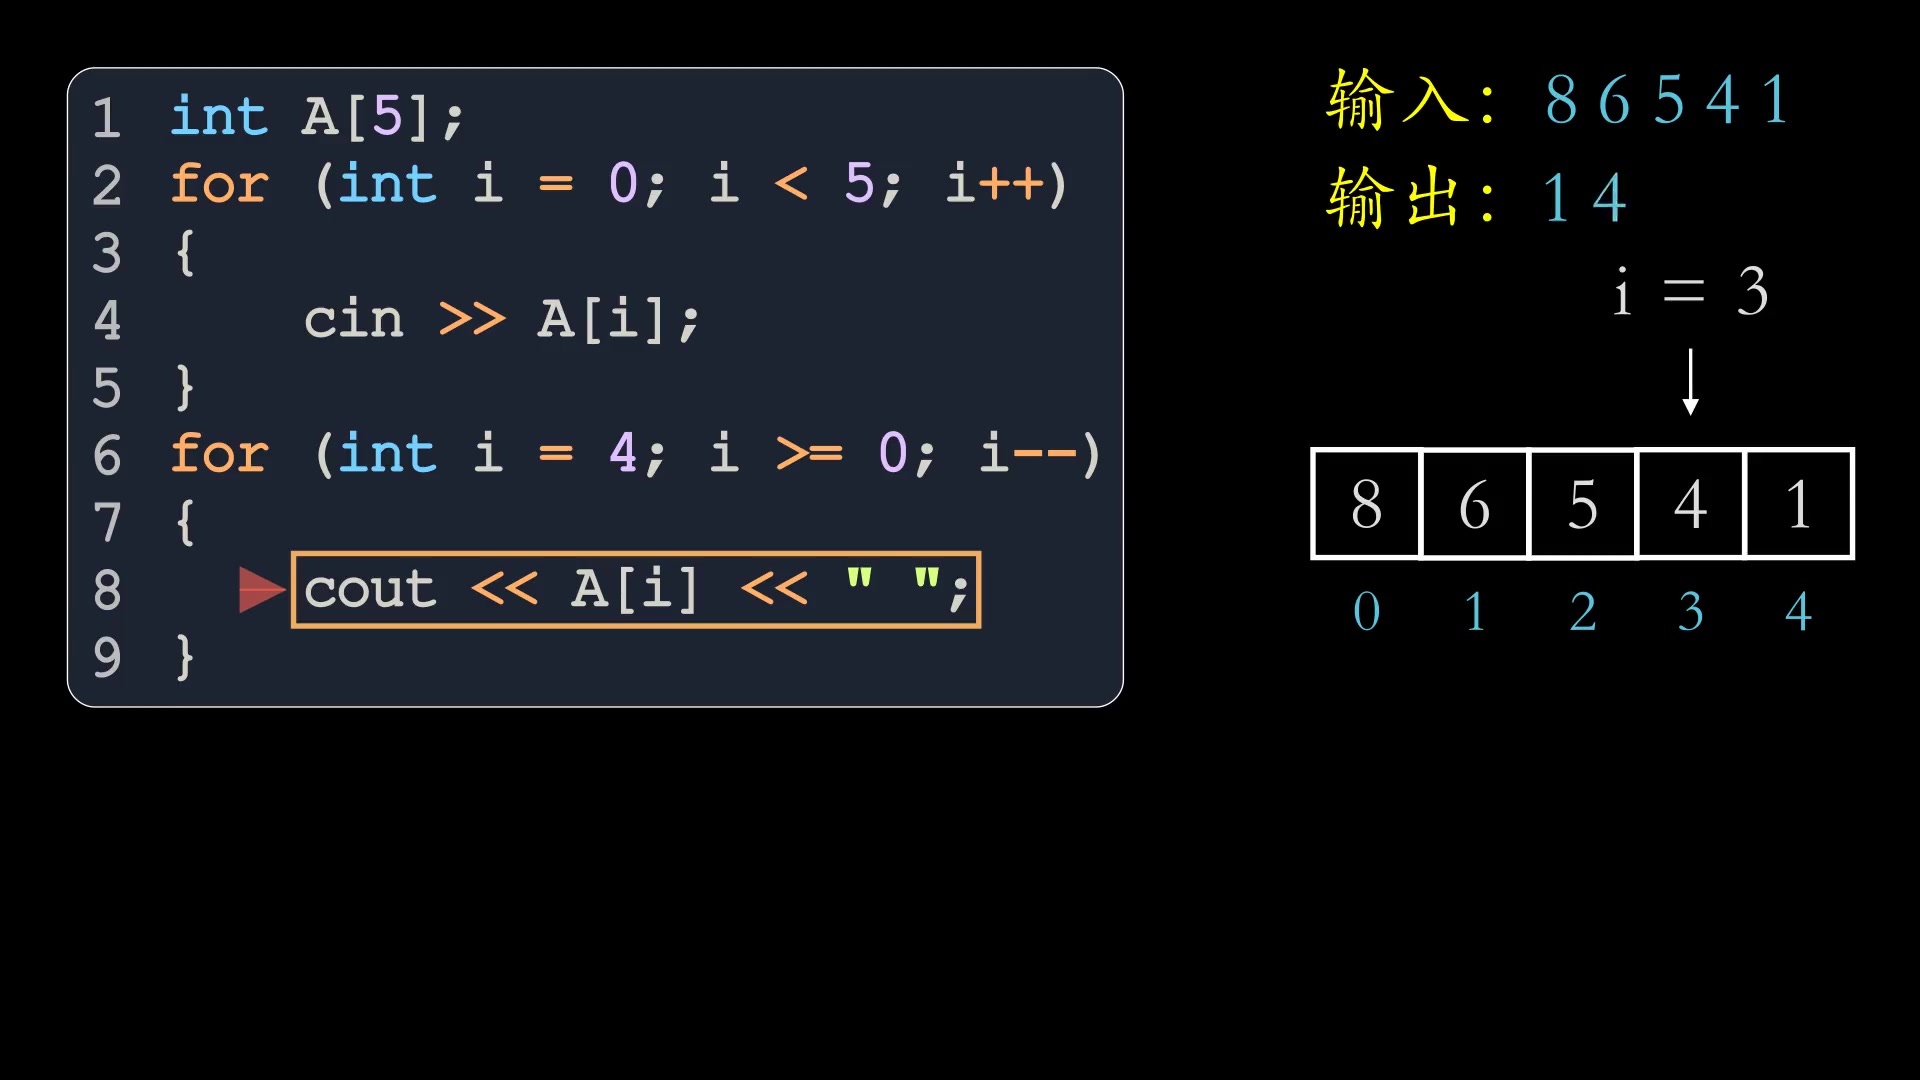 1 int A[5];
2 for (int i = 0; i < 5; i++)
3 {
4     cin >> A[i];
5 }
6 for (int i = 4; i >= 0; i--)
7 {
8     cout << A[i] << " ";
9 }
输入: 8 6 5 4 1
输出: 1 4
i = 3
8 6 5 4 1
0 1 2 3 4